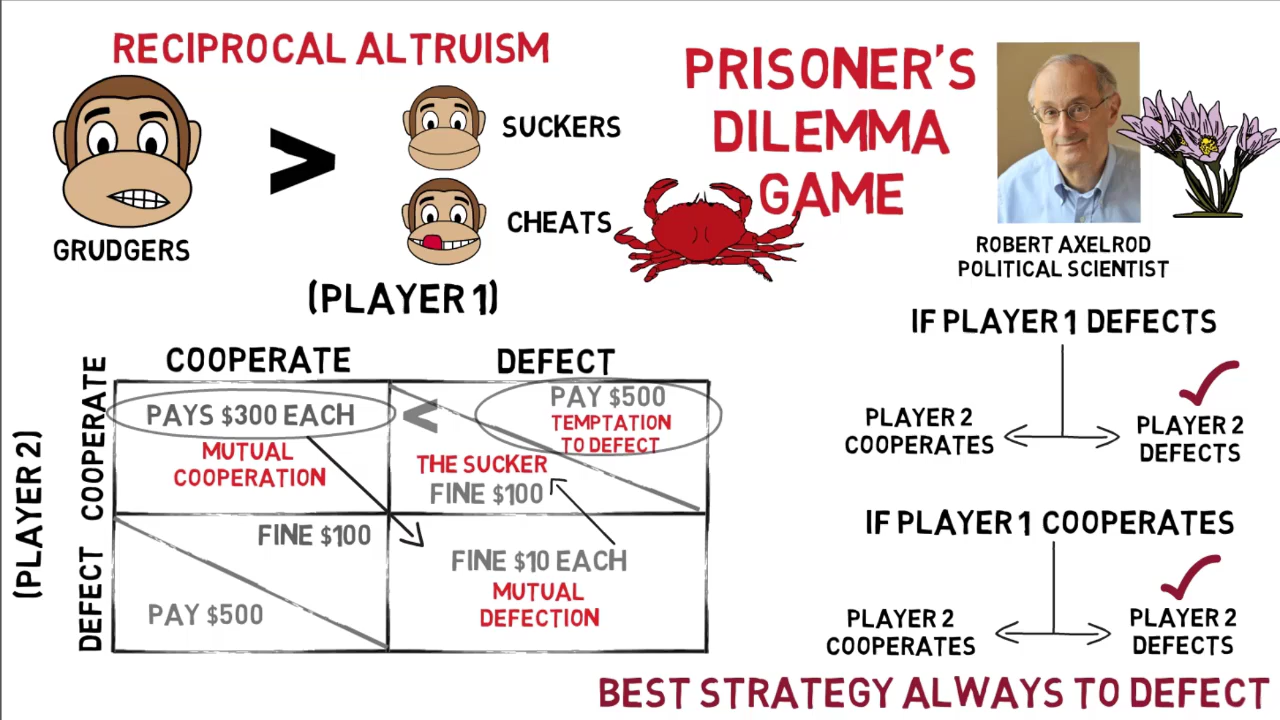 RECIPROCAL ALTRUISM
GRUDGERS
>
SUCKERS
CHEATS
PRISONER'S
DILEMMA
GAME
ROBERT AXELROD
POLITICAL SCIENTIST
(PLAYER 1)
COOPERATE
DEFECT
(PLAYER 2)
COOPERATE
DEFECT
PAYS $300 EACH
MUTUAL
COOPERATION
<
PAY $500
TEMPTATION
TO DEFECT
THE SUCKER
FINE $100
FINE $100
PAY $500
FINE $10 EACH
MUTUAL
DEFECTION
IF PLAYER 1 DEFECTS
PLAYER 2
COOPERATES
PLAYER 2
DEFECTS
IF PLAYER 1 COOPERATES
PLAYER 2
COOPERATES
PLAYER 2
DEFECTS
BEST STRATEGY ALWAYS TO DEFECT